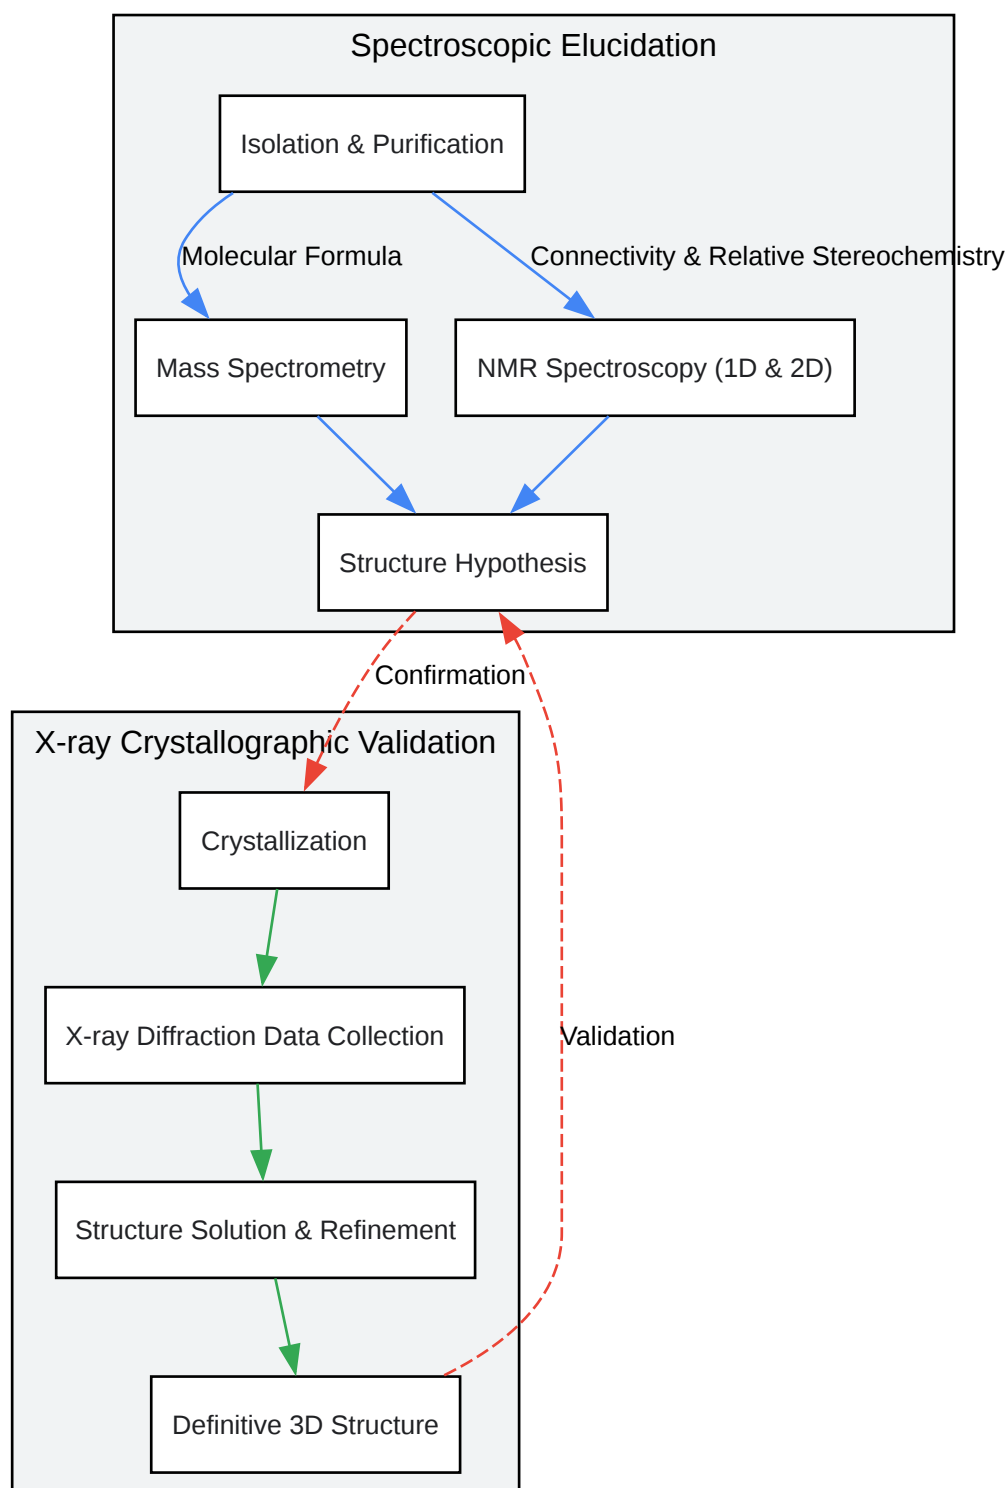 Spectroscopic Elucidation
Isolation & Purification
Molecular Formula
Connectivity & Relative Stereochemistry
Mass Spectrometry
NMR Spectroscopy (1D & 2D)
Structure Hypothesis
Confirmation
X-ray Crystallographic Validation
Crystallization
X-ray Diffraction Data Collection
Validation
Structure Solution & Refinement
Definitive 3D Structure